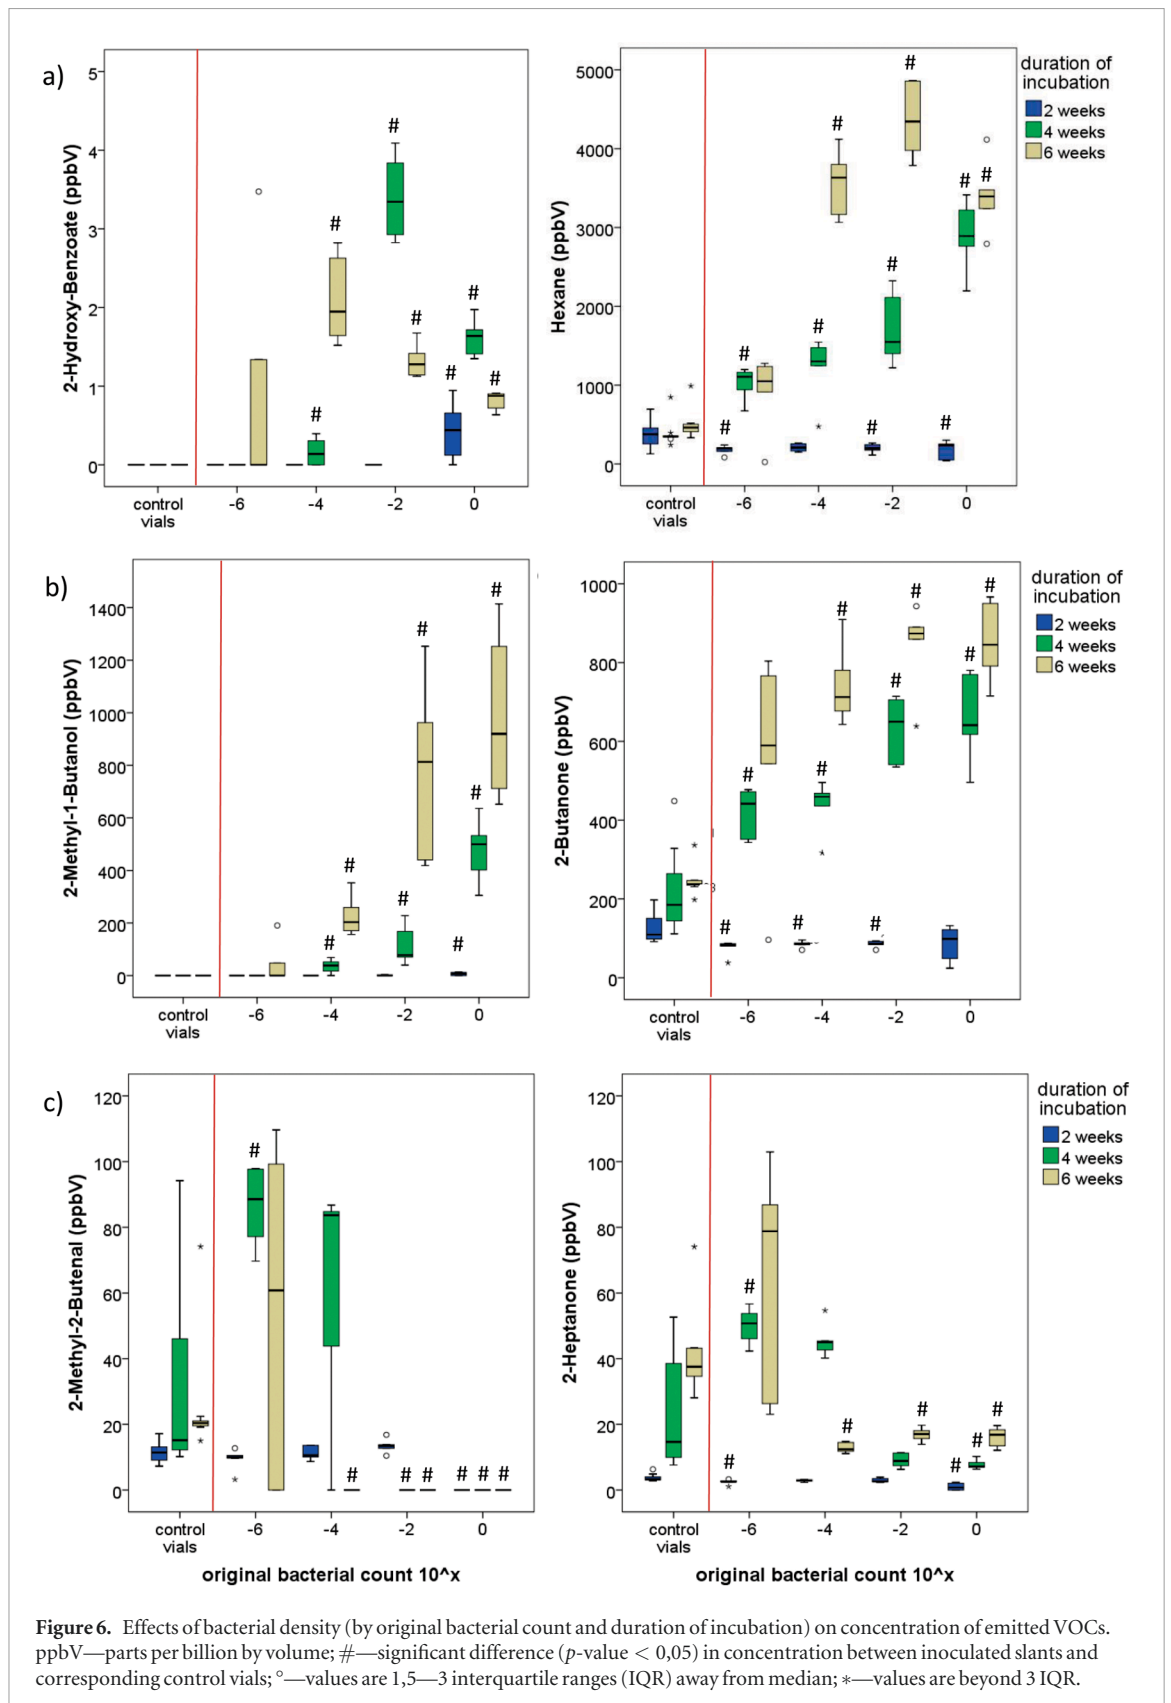 a)
2-Hydroxy-Benzoate (ppbV)
5
4
3
2
1
0
# # # # # # #
control vials
-6
-4
-2
0
Hexane (ppbV)
5000
4000
3000
2000
1000
0
# # # # # # # # # #
control vials
-6
-4
-2
0
duration of
incubation
2 weeks
4 weeks
6 weeks
b)
2-Methyl-1-Butanol (ppbV)
1400
1200
1000
800
600
400
200
0
# # # # # # #
control vials
-6
-4
-2
0
2-Butanone (ppbV)
1000
800
600
400
200
0
# # # # # # # # # #
control vials
-6
-4
-2
0
duration of
incubation
2 weeks
4 weeks
6 weeks
c)
2-Methyl-2-Butenal (ppbV)
120
100
80
60
40
20
0
# # # # # # #
control
vials
-6
-4
-2
0
original bacterial count 10^x
2-Heptanone (ppbV)
120
100
80
60
40
20
0
# # # # # # #
control
vials
-6
-4
-2
0
original bacterial count 10^x
duration of
incubation
2 weeks
4 weeks
6 weeks
Figure 6. Effects of bacterial density (by original bacterial count and duration of incubation) on concentration of emitted VOCs.
ppbV—parts per billion by volume; #—significant difference (p-value < 0,05) in concentration between inoculated slants and
corresponding control vials; °—values are 1,5—3 interquartile ranges (IQR) away from median; *—values are beyond 3 IQR.